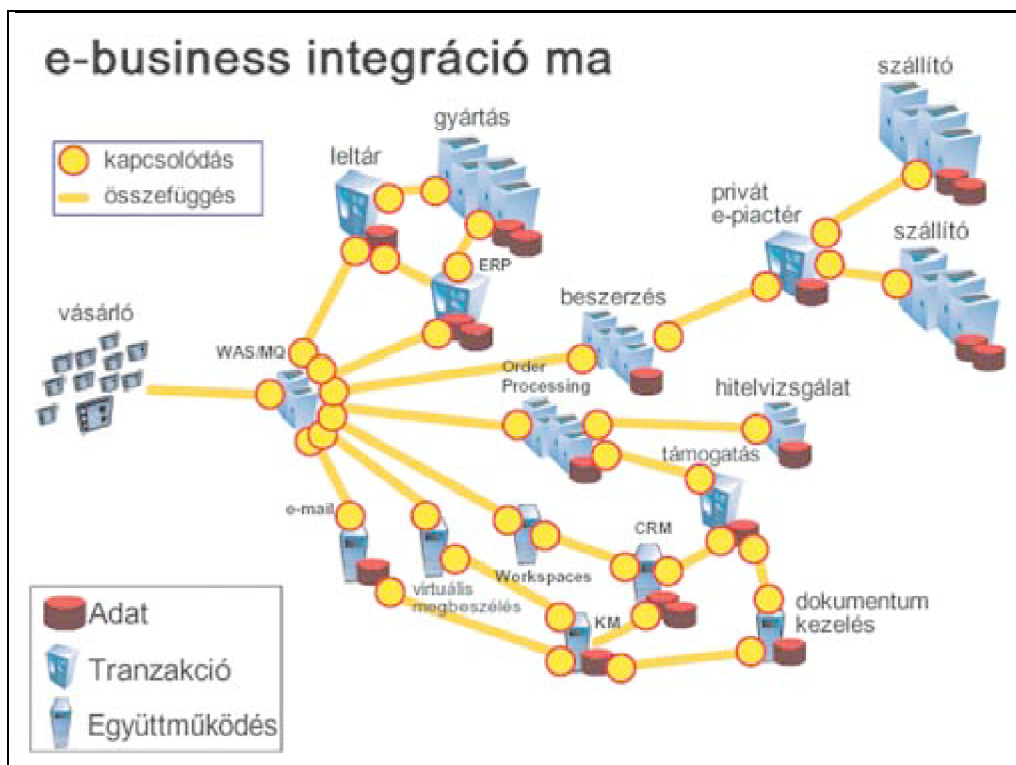 e-business integráció ma
kapcsolódás
összefüggés
leltár
gyártás
szállító
privát
e-piactér
szállító
ERP
beszerzés
vásárló
WAS/MQ
Order
Processing
hitelvizsgálat
támogatás
e-mail
CRM
Workspaces
virtuális
megbeszélés
KM
dokumentum
kezelés
Adat
Tranzakció
Együttműködés